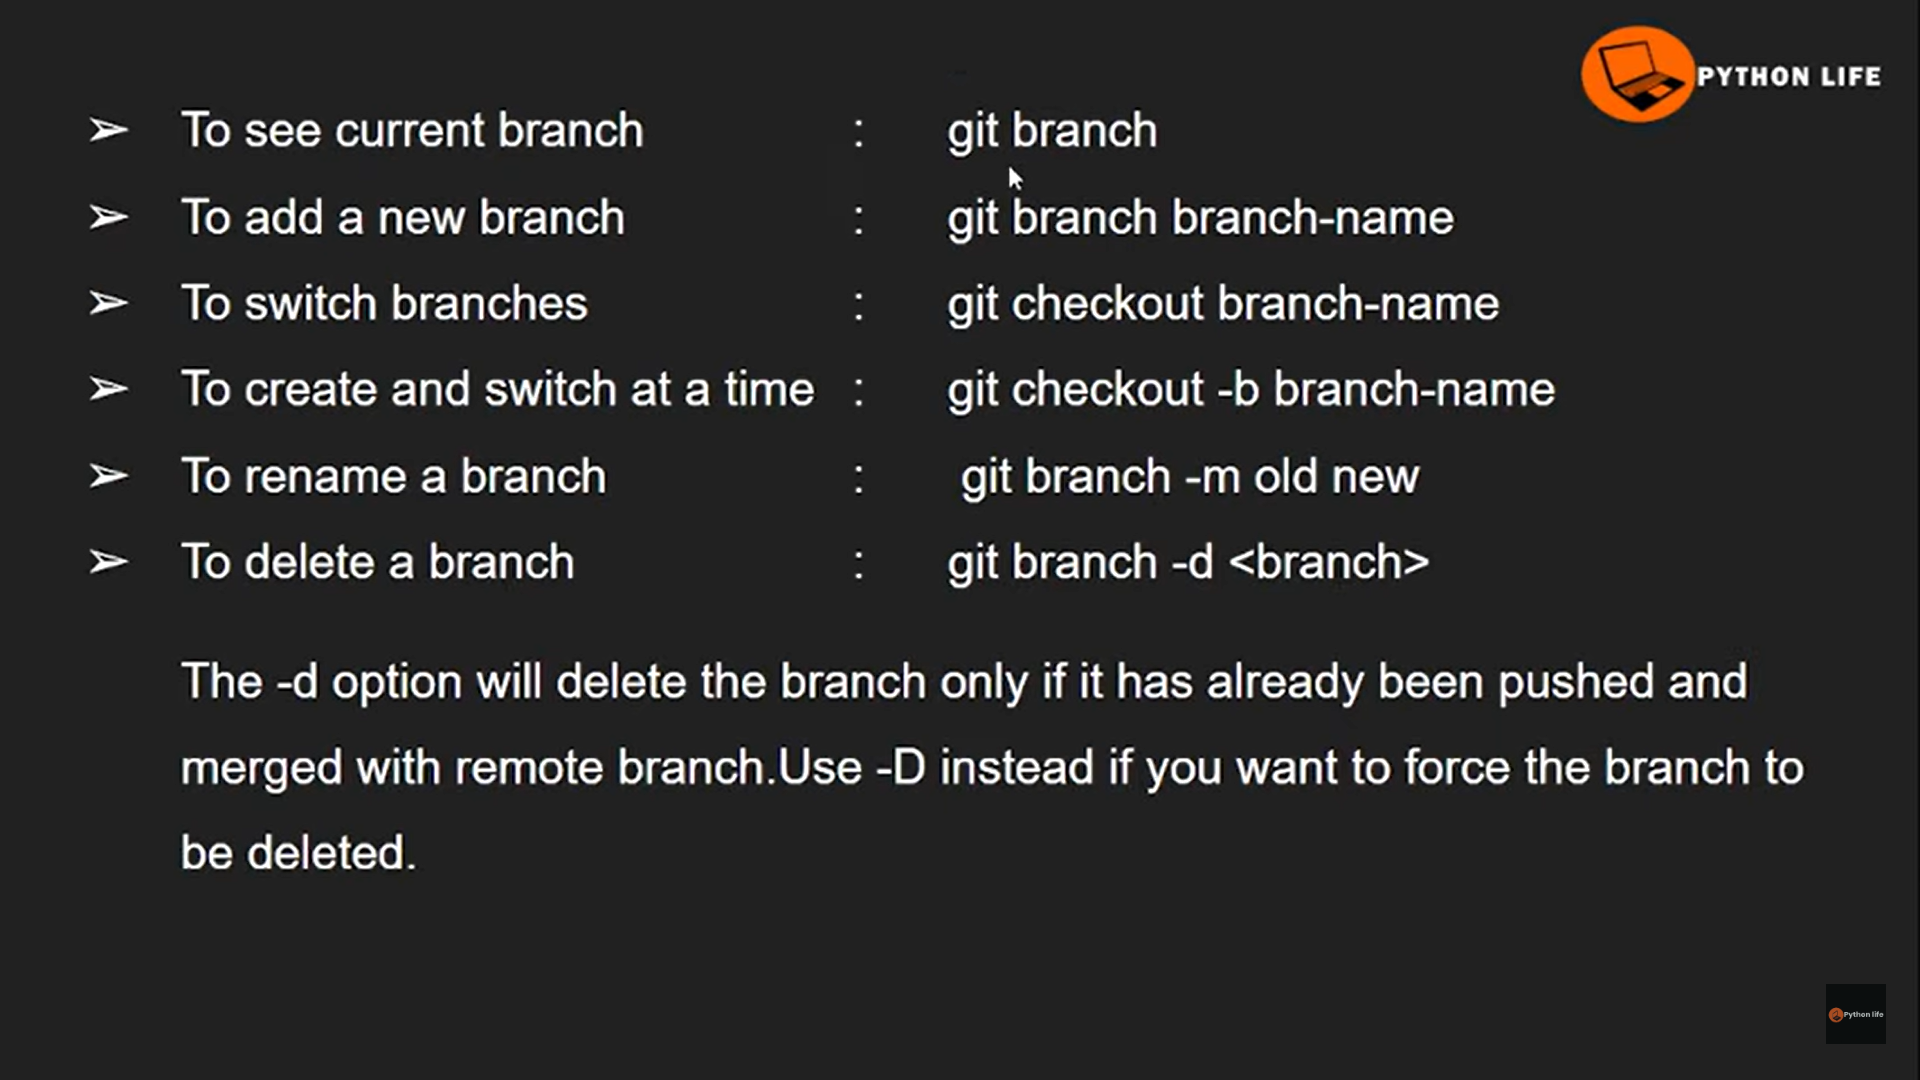 PYTHON LIFE
➢ To see current branch : git branch
➢ To add a new branch : git branch branch-name
➢ To switch branches : git checkout branch-name
➢ To create and switch at a time : git checkout -b branch-name
➢ To rename a branch : git branch -m old new
➢ To delete a branch : git branch -d <branch>
The -d option will delete the branch only if it has already been pushed and
merged with remote branch.Use -D instead if you want to force the branch to
be deleted.
Python life